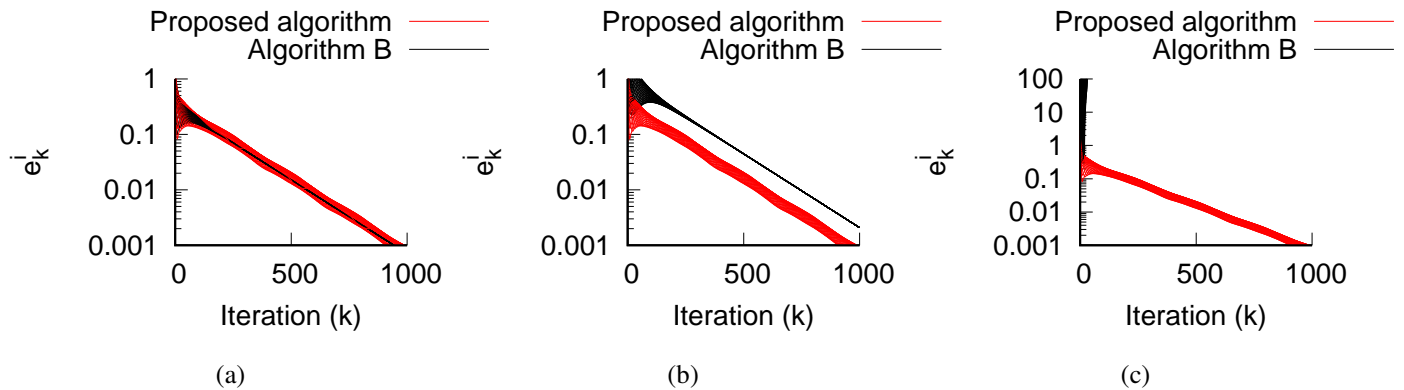 Proposed algorithm
Algorithm B
1
0.1
0.01
0.001
e_k^i
0 500 1000
Iteration (k)
(a)
Proposed algorithm
Algorithm B
1
0.1
0.01
0.001
e_k^i
0 500 1000
Iteration (k)
(b)
Proposed algorithm
Algorithm B
100
10
1
0.1
0.01
0.001
e_k^i
0 500 1000
Iteration (k)
(c)